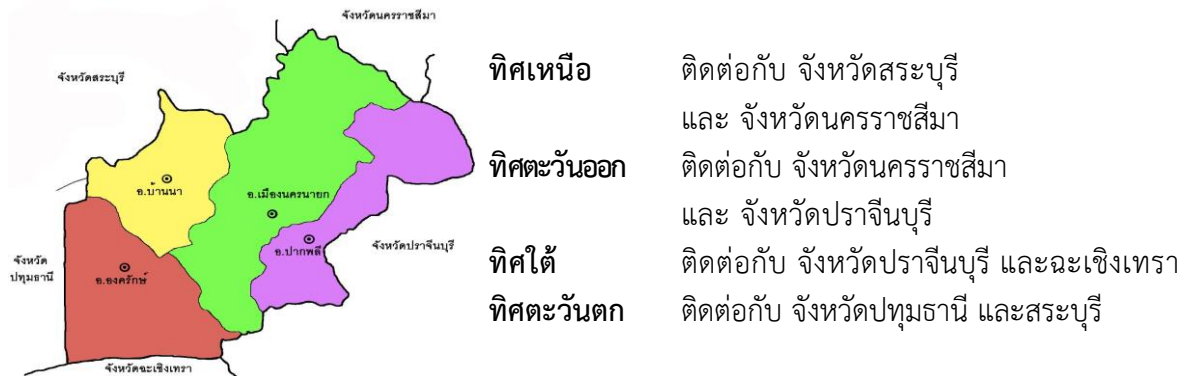 จังหวัดนครราชสีมา
จังหวัดสระบุรี
อ.บ้านนา
อ.เมืองนครนายก
อ.ปากพลี
จังหวัดปราจีนบุรี
จังหวัด
ปทุมธานี
อ.องครักษ์
จังหวัดฉะเชิงเทรา
ทิศเหนือ ติดต่อกับ จังหวัดสระบุรี
และ จังหวัดนครราชสีมา
ทิศตะวันออก ติดต่อกับ จังหวัดนครราชสีมา
และ จังหวัดปราจีนบุรี
ทิศใต้ ติดต่อกับ จังหวัดปราจีนบุรี และฉะเชิงเทรา
ทิศตะวันตก ติดต่อกับ จังหวัดปทุมธานี และสระบุรี